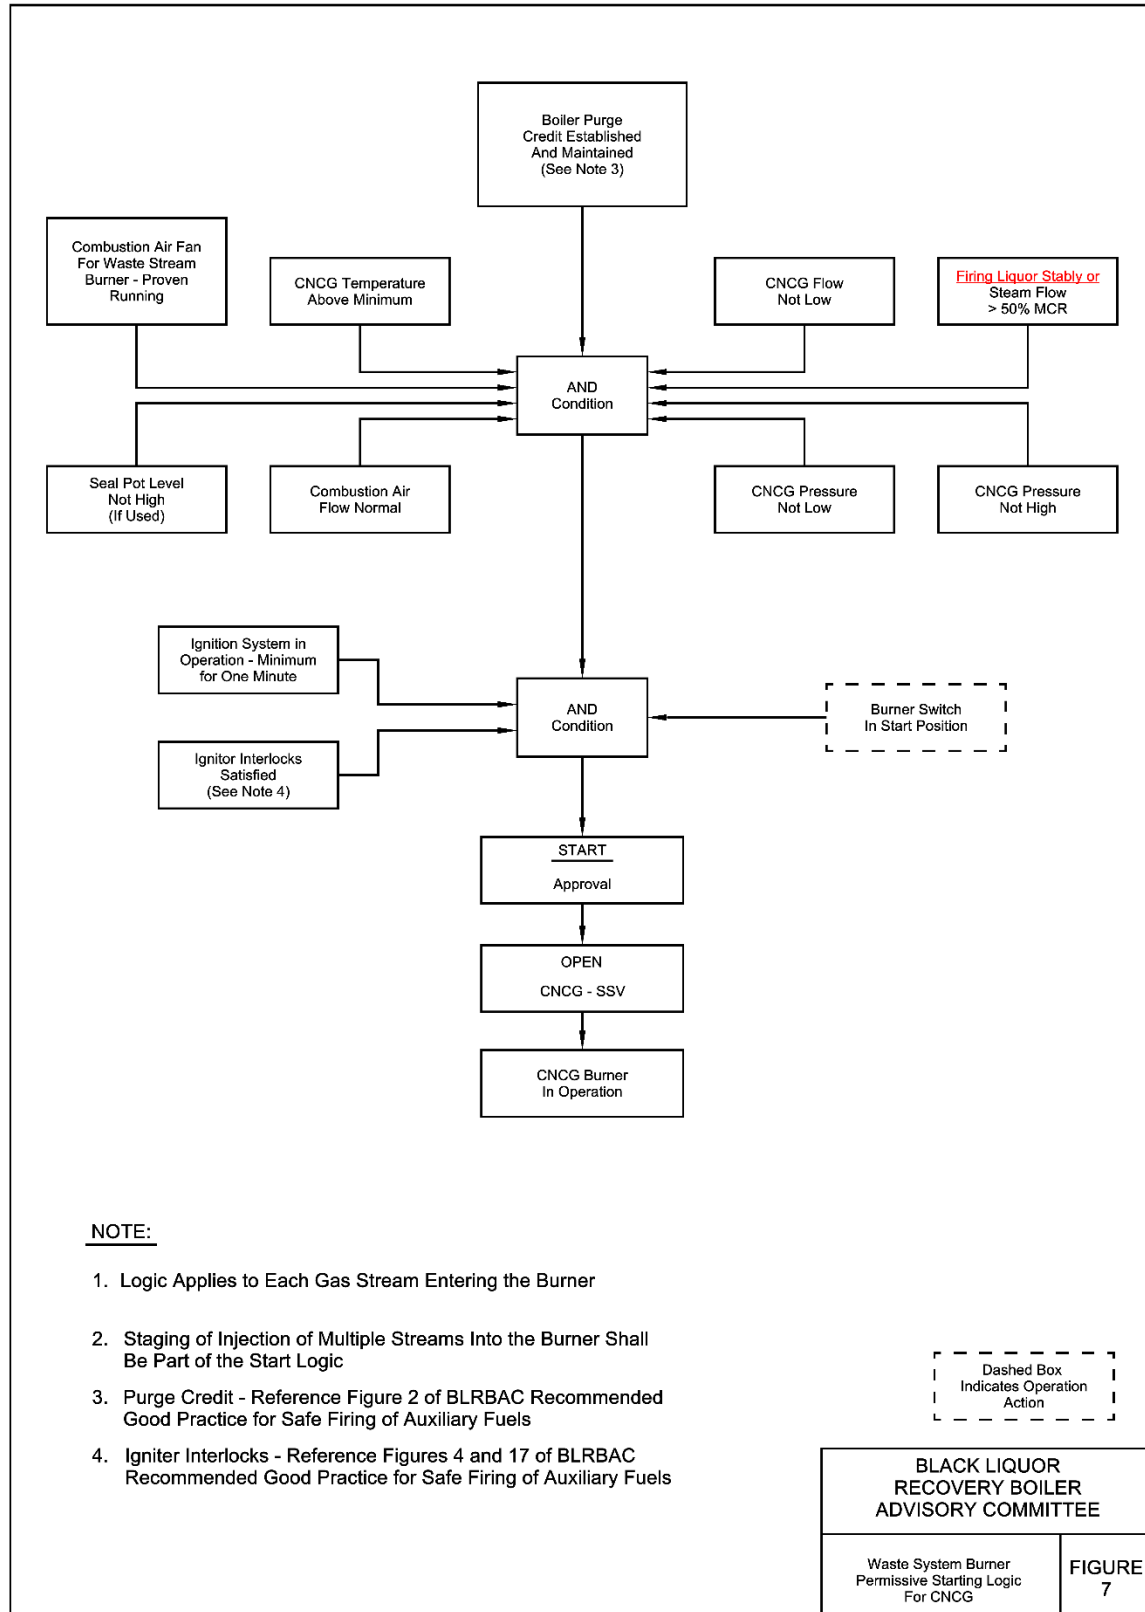 Boiler Purge
Credit Established
And Maintained
(See Note 3)
Combustion Air Fan
For Waste Stream
Burner - Proven
Running
CNCG Temperature
Above Minimum
CNCG Flow
Not Low
Firing Liquor Stably or
Steam Flow
> 50% MCR
AND
Condition
Seal Pot Level
Not High
(If Used)
Combustion Air
Flow Normal
CNCG Pressure
Not Low
CNCG Pressure
Not High
Ignition System in
Operation - Minimum
for One Minute
AND
Condition
Burner Switch
In Start Position
Ignitor Interlocks
Satisfied
(See Note 4)
START
Approval
OPEN
CNCG - SSV
CNCG Burner
In Operation
NOTE:
1. Logic Applies to Each Gas Stream Entering the Burner
2. Staging of Injection of Multiple Streams Into the Burner Shall
Be Part of the Start Logic
3. Purge Credit - Reference Figure 2 of BLRBAC Recommended
Good Practice for Safe Firing of Auxiliary Fuels
4. Igniter Interlocks - Reference Figures 4 and 17 of BLRBAC
Recommended Good Practice for Safe Firing of Auxiliary Fuels
Dashed Box
Indicates Operation
Action
BLACK LIQUOR
RECOVERY BOILER
ADVISORY COMMITTEE
Waste System Burner
Permissive Starting Logic
For CNCG
FIGURE
7